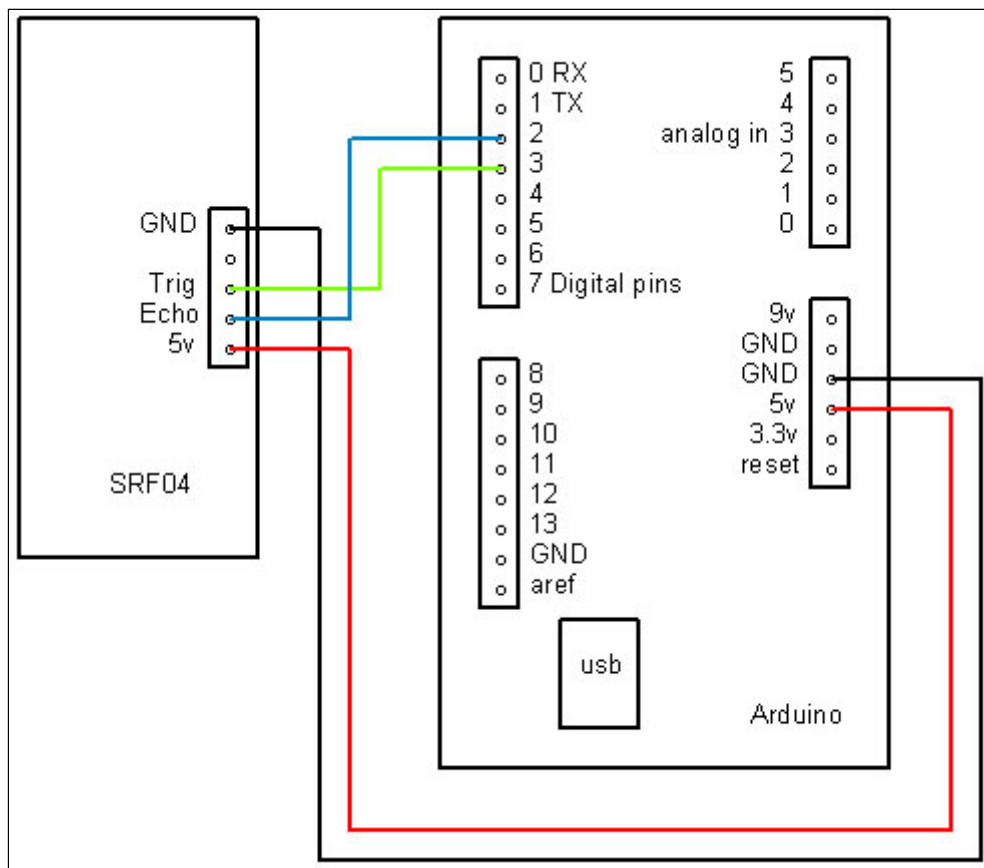 GND
Trig
Echo
5v
SRF04
0 RX
1 TX
2
3
4
5
6
7 Digital pins
8
9
10
11
12
13
GND
aref
usb
5
4
analog in 3
2
1
0
9v
GND
GND
5v
3.3v
reset
Arduino